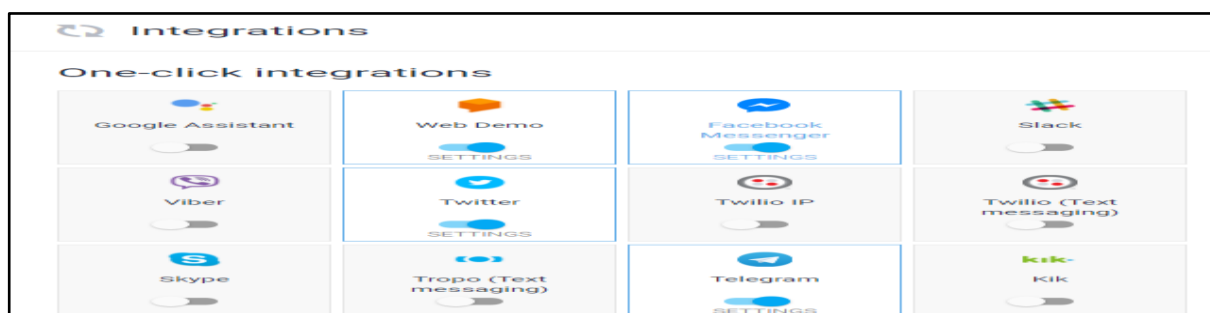 Integrations
One-click integrations
Google Assistant
Web Demo
SETTINGS
Facebook
Messenger
SETTINGS
Slack
Viber
Twitter
SETTINGS
Twilio IP
Twilio (Text
messaging)
Skype
Tropo (Text
messaging)
Telegram
SETTINGS
kik·
Kik